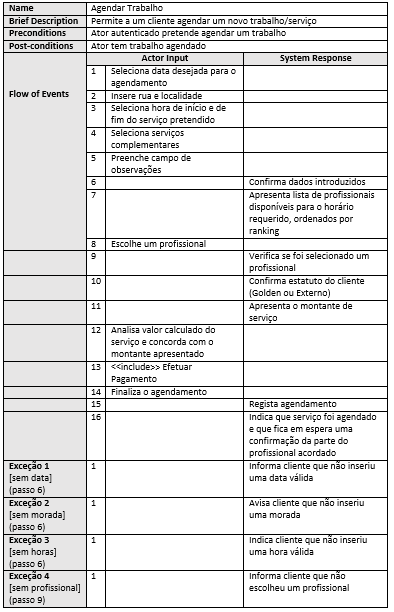 Name Agendar Trabalho
Brief Description Permite a um cliente agendar um novo trabalho/serviço
Preconditions Ator autenticado pretende agendar um trabalho
Post-conditions Ator tem trabalho agendado
Flow of Events
Actor Input System Response
1 Seleciona data desejada para o
agendamento
2 Insere rua e localidade
3 Seleciona hora de início e de
fim do serviço pretendido
4 Seleciona serviços
complementares
5 Preenche campo de
observações
6 Confirma dados introduzidos
7 Apresenta lista de profissionais
disponíveis para o horário
requerido, ordenados por
ranking
8 Escolhe um profissional
9 Verifica se foi selecionado um
profissional
10 Confirma estatuto do cliente
(Golden ou Externo)
11 Apresenta o montante de
serviço
12 Analisa valor calculado do
serviço e concorda com o
montante apresentado
13 <<include>> Efetuar
Pagamento
14 Finaliza o agendamento
15 Regista agendamento
16 Indica que serviço foi agendado
e que fica em espera uma
confirmação da parte do
profissional acordado
Exceção 1
[sem data]
(passo 6)
1 Informa cliente que não inseriu
uma data válida
Exceção 2
[sem morada]
(passo 6)
1 Avisa cliente que não inseriu
uma morada
Exceção 3
[sem horas]
(passo 6)
1 Indica cliente que não inseriu
uma hora válida
Exceção 4
[sem profissional]
(passo 9)
1 Informa cliente que não
escolheu um profissional